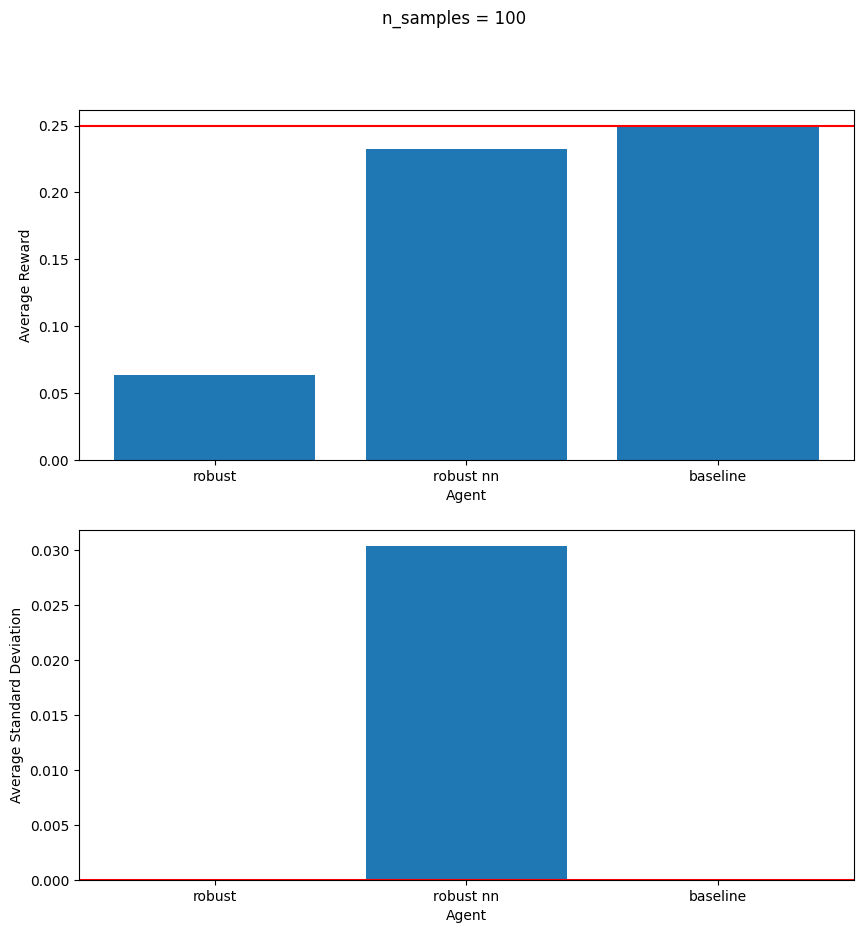 n_samples = 100
0.25
0.20
0.15
0.10
0.05
0.00
Average Reward
robust robust nn baseline
Agent
0.030
0.025
0.020
0.015
0.010
0.005
0.000
Average Standard Deviation
robust robust nn baseline
Agent